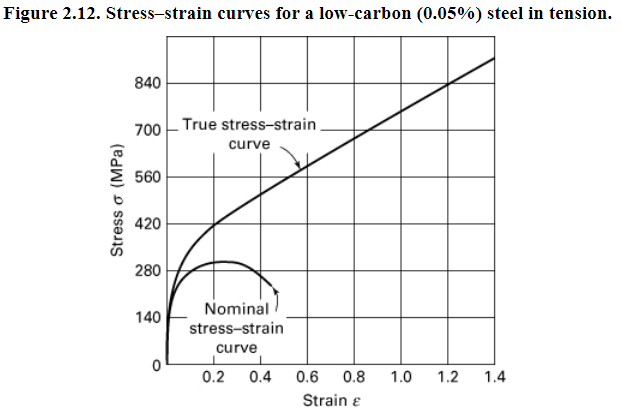 Figure 2.12. Stress–strain curves for a low-carbon (0.05%) steel in tension.
840
700
560
420
280
140
0
Stress σ (MPa)
True stress–strain
curve
Nominal
stress–strain
curve
0.2 0.4 0.6 0.8 1.0 1.2 1.4
Strain ε